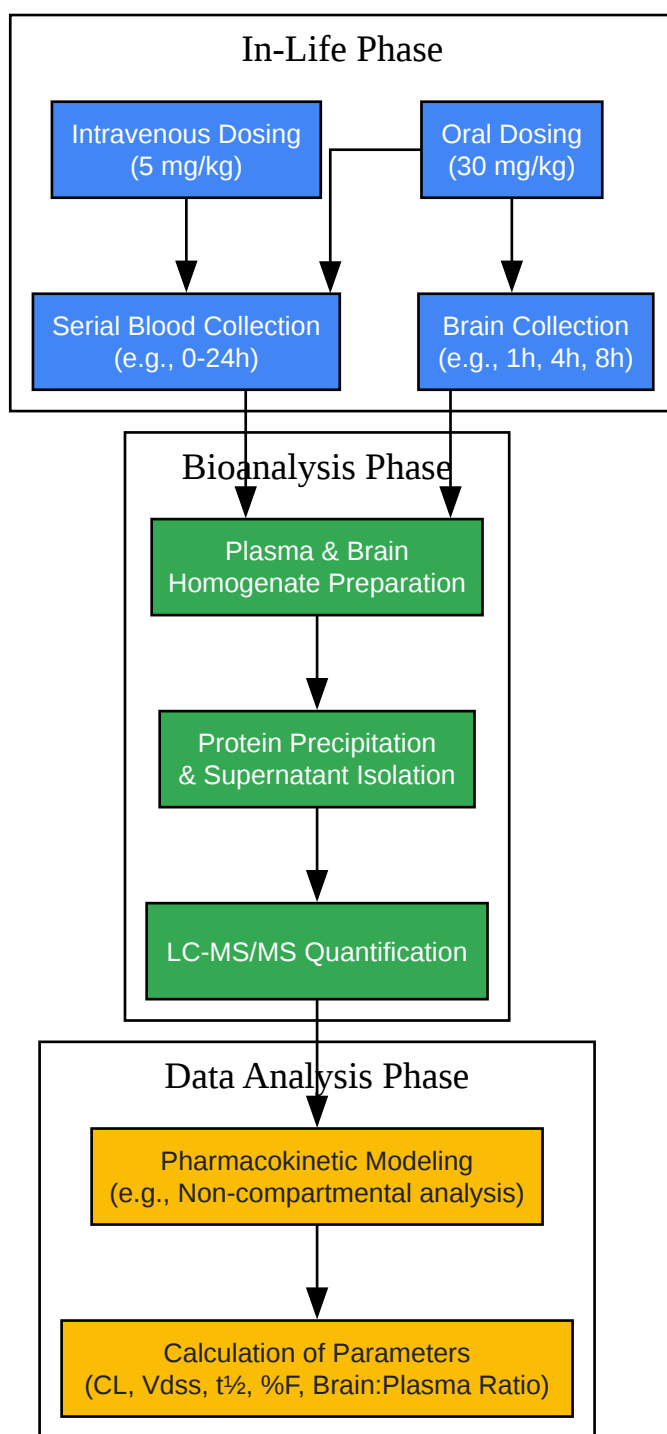 In-Life Phase
Intravenous Dosing
(5 mg/kg)
Oral Dosing
(30 mg/kg)
Serial Blood Collection
(e.g., 0-24h)
Brain Collection
(e.g., 1h, 4h, 8h)
Bioanalysis Phase
Plasma & Brain
Homogenate Preparation
Protein Precipitation
& Supernatant Isolation
LC-MS/MS Quantification
Data Analysis Phase
Pharmacokinetic Modeling
(e.g., Non-compartmental analysis)
Calculation of Parameters
(CL, Vdss, t½, %F, Brain:Plasma Ratio)